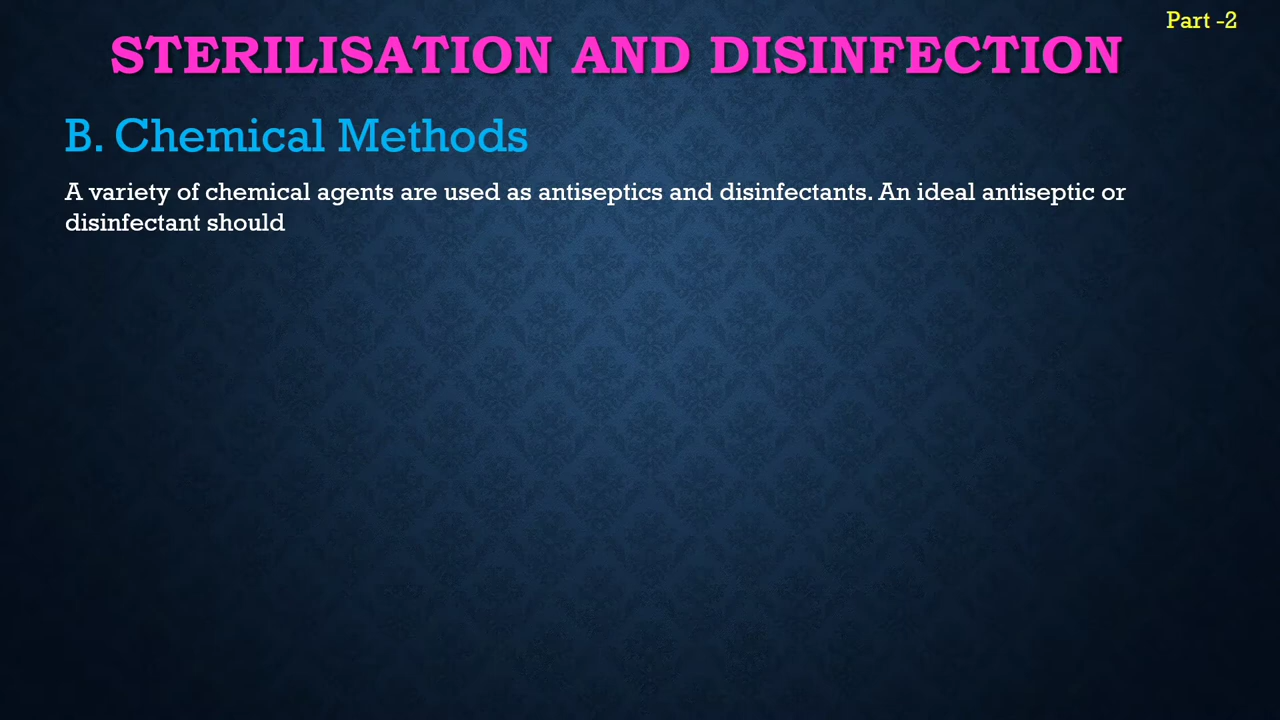 Part -2
STERILISATION AND DISINFECTION
B. Chemical Methods
A variety of chemical agents are used as antiseptics and disinfectants. An ideal antiseptic or
disinfectant should